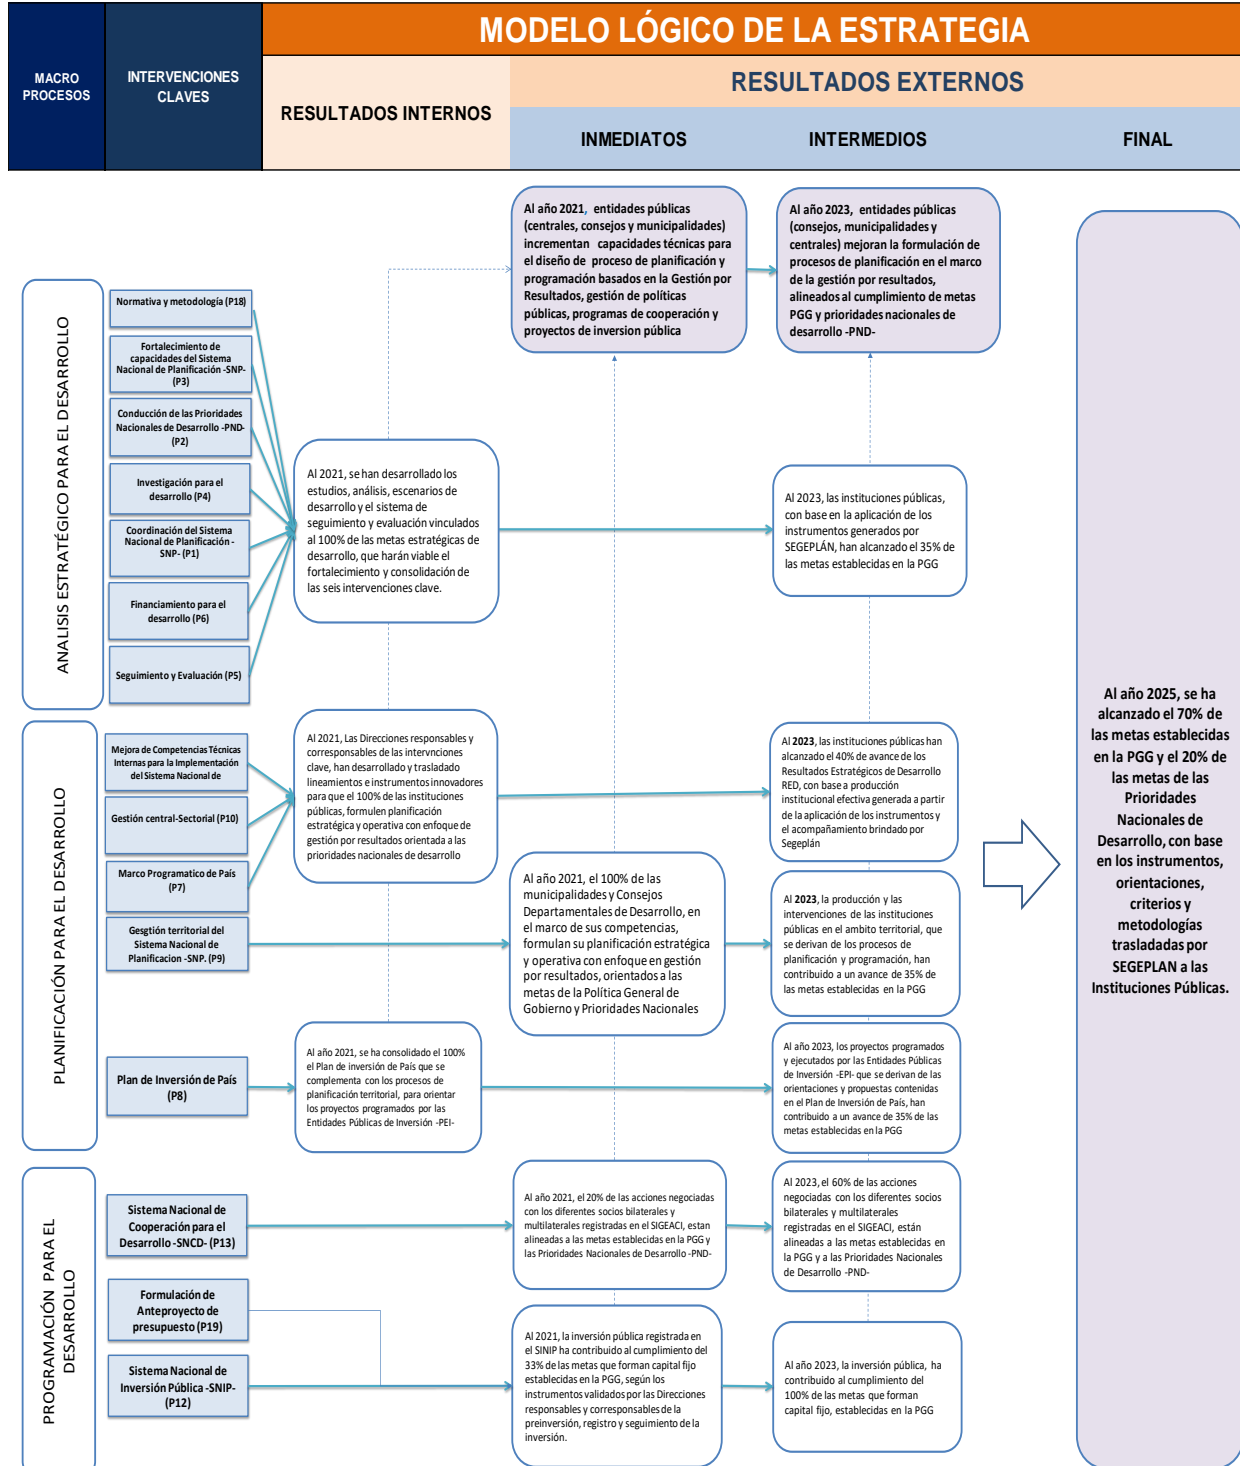 MODELO LÓGICO DE LA ESTRATEGIA
MACRO
PROCESOS
INTERVENCIONES
CLAVES
RESULTADOS INTERNOS
RESULTADOS EXTERNOS
INMEDIATOS
INTERMEDIOS
FINAL
Al año 2021, entidades públicas
(centrales, consejos y municipalidades)
incrementan capacidades técnicas para
el diseño de proceso de planificación y
programación basados en la Gestión por
Resultados, gestión de políticas
públicas, programas de cooperación y
proyectos de inversion pública
Al año 2023, entidades públicas
(consejos, municipalidades y
centrales) mejoran la formulación de
procesos de planificación en el marco
de la gestión por resultados,
alineados al cumplimiento de metas
PGG y prioridades nacionales de
desarrollo -PND-
ANALISIS ESTRATÉGICO PARA EL DESARROLLO
Normativa y metodología (P18)
Fortalecimiento de
capacidades del Sistema
Nacional de Planificación -SNP-
(P3)
Conducción de las Prioridades
Nacionales de Desarrollo -PND-
(P2)
Investigación para el
desarrollo (P4)
Coordinación del Sistema
Nacional de Planificación -
SNP- (P1)
Financiamiento para el
desarrollo (P6)
Seguimiento y Evaluación (P5)
Al 2021, se han desarrollado los
estudios, análisis, escenarios de
desarrollo y el sistema de
seguimiento y evaluación vinculados
al 100% de las metas estratégicas de
desarrollo, que harán viable el
fortalecimiento y consolidación de
las seis intervenciones clave.
Al 2023, las instituciones públicas,
con base en la aplicación de los
instrumentos generados por
SEGEPLÁN, han alcanzado el 35% de
las metas establecidas en la PGG
PLANIFICACIÓN PARA EL DESARROLLO
Mejora de Competencias Técnicas
Internas para la Implementación
del Sistema Nacional de
Gestión central-Sectorial (P10)
Marco Programatico de País
(P7)
Gesgtión territorial del
Sistema Nacional de
Planificacion -SNP. (P9)
Plan de Inversión de País
(P8)
Al 2021, Las Direcciones responsables y
corresponsables de las intervnciones
clave, han desarrollado y trasladado
lineamientos e instrumentos innovadores
para que el 100% de las instituciones
públicas, formulen planificación
estratégica y operativa con enfoque de
gestión por resultados orientada a las
prioridades nacionales de desarrollo
Al 2023, las instituciones públicas han
alcanzado el 40% de avance de los
Resultados Estratégicos de Desarrollo
RED, con base a producción
institucional efectiva generada a partir
de la aplicación de los instrumentos y
el acompañamiento brindado por
Segeplán
Al año 2021, el 100% de las
municipalidades y Consejos
Departamentales de Desarrollo, en
el marco de sus competencias,
formulan su planificación estratégica
y operativa con enfoque en gestión
por resultados, orientados a las
metas de la Política General de
Gobierno y Prioridades Nacionales
Al 2023, la producción y las
intervenciones de las instituciones
públicas en el ambito territorial, que
se derivan de los procesos de
planificación y programación, han
contribuido a un avance de 35% de
las metas establecidas en la PGG
Al año 2021, se ha consolidado el 100%
el Plan de inversión de País que se
complementa con los procesos de
planificación territorial, para orientar
los proyectos programados por las
Entidades Públicas de Inversión -PEI-
Al año 2023, los proyectos programados
y ejecutados por las Entidades Públicas
de Inversión -EPI- que se derivan de las
orientaciones y propuestas contenidas
en el Plan de Inversión de País, han
contribuido a un avance de 35% de las
metas establecidas en la PGG
PROGRAMACIÓN PARA EL
DESARROLLO
Sistema Nacional de
Cooperación para el
Desarrollo -SNCD- (P13)
Formulación de
Anteproyecto de
presupuesto (P19)
Sistema Nacional de
Inversión Pública -SNIP-
(P12)
Al año 2021, el 20% de las acciones negociadas
con los diferentes socios bilaterales y
multilaterales registradas en el SIGEACI, estan
alineadas a las metas establecidas en la PGG y
las Prioridades Nacionales de Desarrollo -PND-
Al 2023, el 60% de las acciones
negociadas con los diferentes socios
bilaterales y multilaterales
registradas en el SIGEACI, están
alineadas a las metas establecidas en
la PGG y a las Prioridades Nacionales
de Desarrollo -PND-
Al 2021, la inversión pública registrada en
el SINIP ha contribuido al cumplimiento del
33% de las metas que forman capital fijo
establecidas en la PGG, según los
instrumentos validados por las Direcciones
responsables y corresponsables de la
preinversión, registro y seguimiento de la
inversión.
Al año 2023, la inversión pública, ha
contribuido al cumplimiento del
100% de las metas que forman
capital fijo, establecidas en la PGG
Al año 2025, se ha
alcanzado el 70% de
las metas establecidas
en la PGG y el 20% de
las metas de las
Prioridades
Nacionales de
Desarrollo, con base
en los instrumentos,
orientaciones,
criterios y
metodologías
trasladadas por
SEGEPLAN a las
Instituciones Públicas.